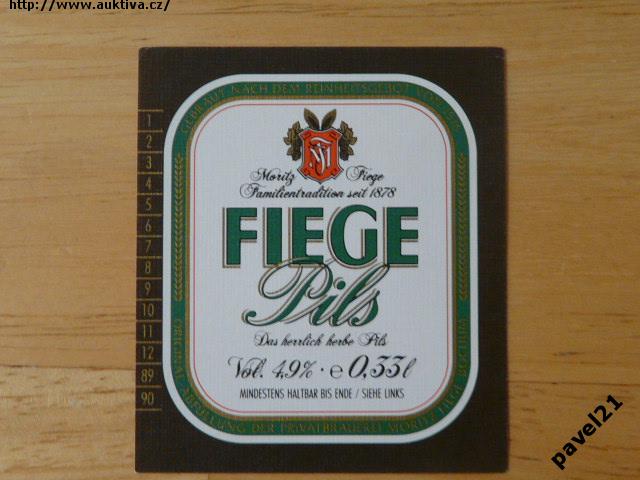 http://www.auktiva.cz/
GEBRAUT NACH DEM REINHEITSGEBOT VON 1516
Moritz Fiege
Familientradition seit 1878
FIEGE
Pils
Das herrlich herbe Pils
Vol. 4,9% · e 0,33 l
MINDESTENS HALTBAR BIS ENDE / SIEHE LINKS
ORIGINAL-ABFÜLLUNG DER PRIVATBRAUEREI MORITZ FIEGE BOCHUM
1
2
3
4
5
6
7
8
9
10
11
12
89
90
pavel21